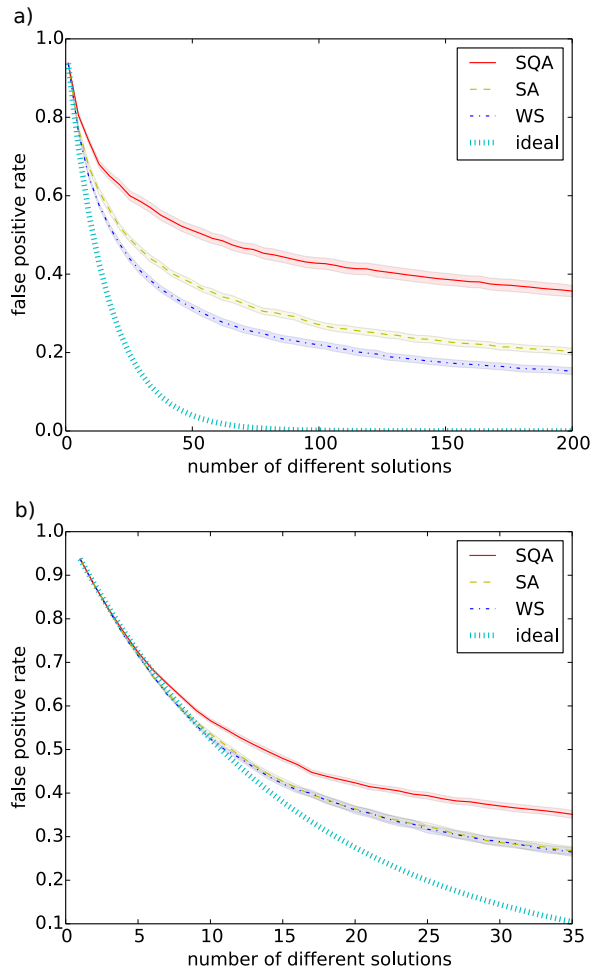 a)
1.0
0.8
0.6
0.4
0.2
0.0
false positive rate
SQA
SA
WS
ideal
0 50 100 150 200
number of different solutions
b)
1.0
0.9
0.8
0.7
0.6
0.5
0.4
0.3
0.2
0.1
false positive rate
SQA
SA
WS
ideal
0 5 10 15 20 25 30 35
number of different solutions